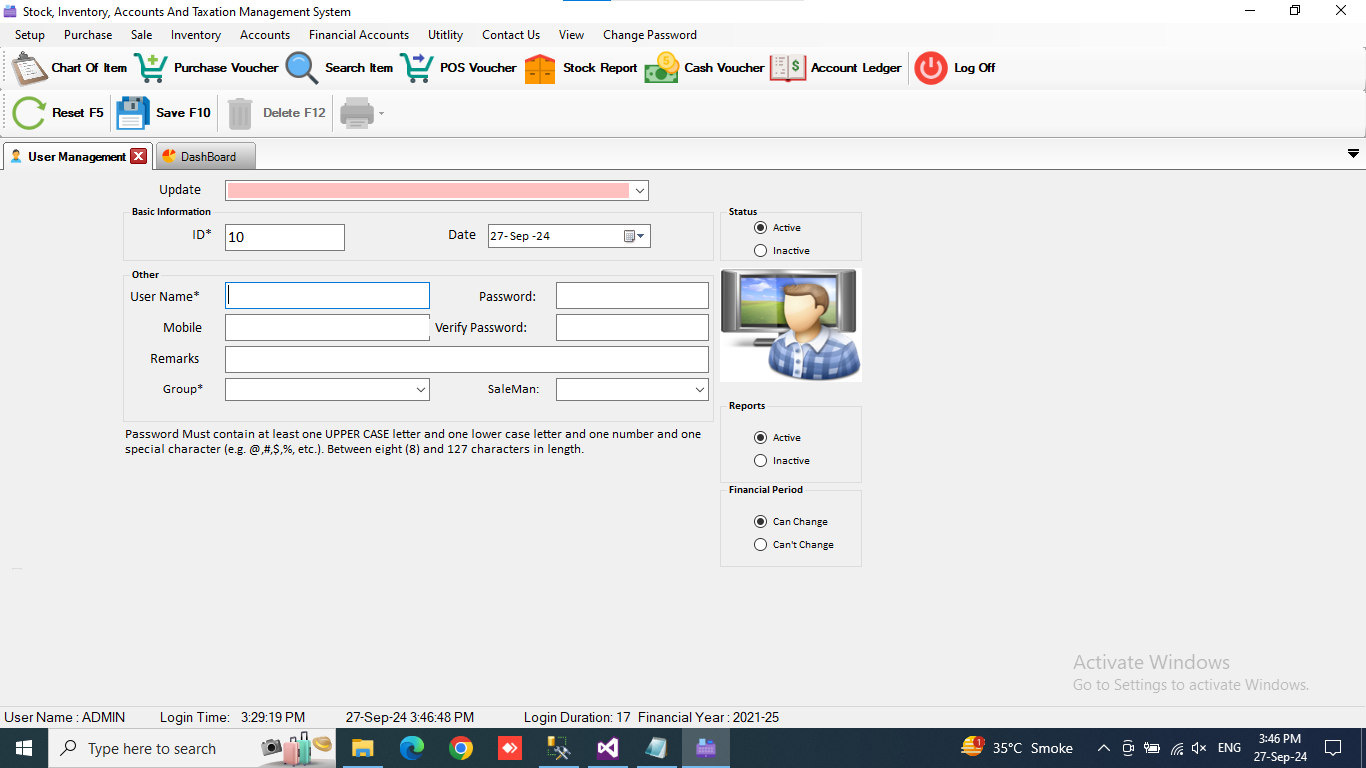 Stock, Inventory, Accounts And Taxation Management System
Setup Purchase Sale Inventory Accounts Financial Accounts Utitlity Contact Us View Change Password
Chart Of Item Purchase Voucher Search Item POS Voucher Stock Report Cash Voucher Account Ledger Log Off
Reset F5 Save F10 Delete F12
User Management DashBoard
Update
Basic Information
ID* 10 Date 27-Sep -24
Status
Active
Inactive
Other
User Name* Password:
Mobile Verify Password:
Remarks
Group* SaleMan:
Password Must contain at least one UPPER CASE letter and one lower case letter and one number and one
special character (e.g. @,#,$,%, etc.). Between eight (8) and 127 characters in length.
Reports
Active
Inactive
Financial Period
Can Change
Can't Change
Activate Windows
Go to Settings to activate Windows.
User Name : ADMIN Login Time: 3:29:19 PM 27-Sep-24 3:46:48 PM Login Duration: 17 Financial Year : 2021-25
Type here to search 1 35°C Smoke ENG 3:46 PM
27-Sep-24